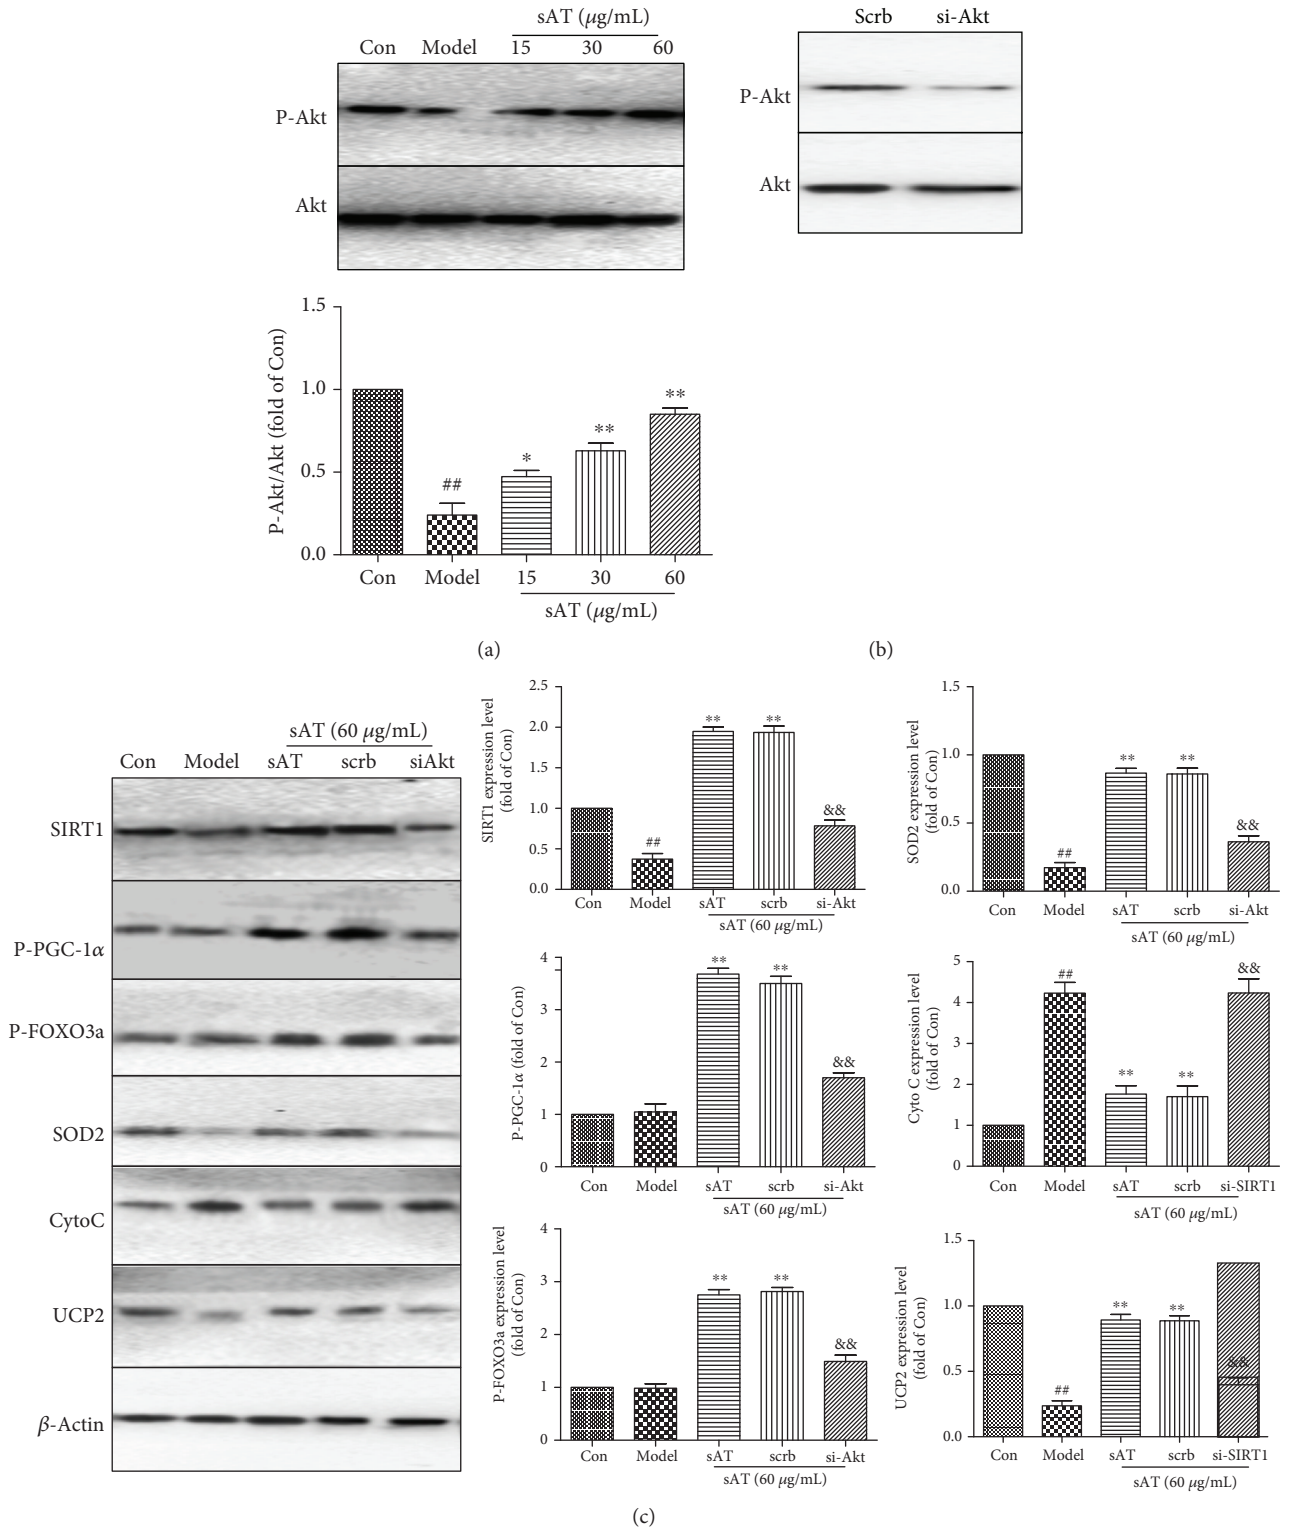 sAT (μg/mL)
Con Model 15 30 60
P-Akt
Akt
Scrb si-Akt
P-Akt
Akt
P-Akt/Akt (fold of Con)
1.5
1.0
0.5
0.0
##
*
**
**
Con Model 15 30 60
sAT (μg/mL)
(a)
(b)
sAT (60 μg/mL)
Con Model sAT scrb siAkt
SIRT1
P-PGC-1α
P-FOXO3a
SOD2
CytoC
UCP2
β-Actin
SIRT1 expression level
(fold of Con)
2.5
2.0
1.5
1.0
0.5
0.0
##
**
**
&&
Con Model sAT scrb si-Akt
sAT (60 μg/mL)
SOD2 expression level
(fold of Con)
1.5
1.0
0.5
0.0
##
**
**
&&
Con Model sAT scrb si-Akt
sAT (60 μg/mL)
P-PGC-1α (fold of Con)
4
3
2
1
0
**
**
&&
Con Model sAT scrb si-Akt
sAT (60 μg/mL)
Cyto C expression level
(fold of Con)
5
4
3
2
1
0
##
**
**
&&
Con Model sAT scrb si-SIRT1
sAT (60 μg/mL)
P-FOXO3a expression level
(fold of Con)
4
3
2
1
0
**
**
&&
Con Model sAT scrb si-Akt
sAT (60 μg/mL)
UCP2 expression level
(fold of Con)
1.5
1.0
0.5
0.0
##
**
**
&&
Con Model sAT scrb si-SIRT1
sAT (60 μg/mL)
(c)